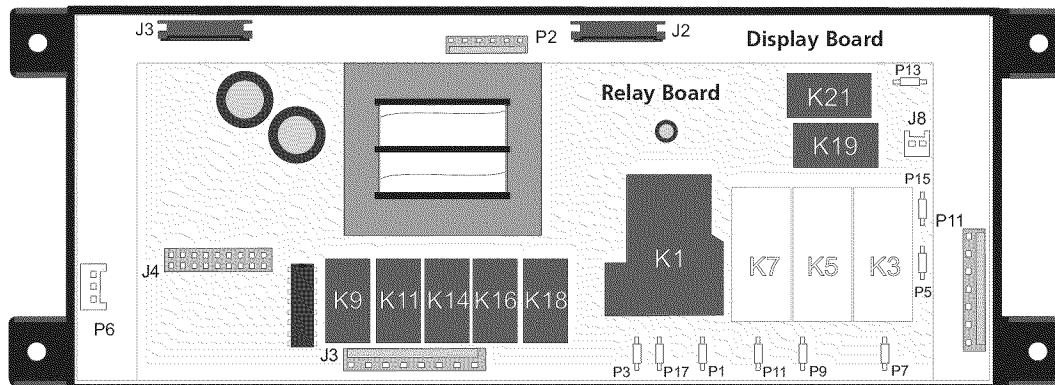 J3
P2
J2
Display Board
P13
Relay Board
K21
J8
K19
P15
P11
K1
K7
K5
K3
J4
K9
K11
K14
K16
K18
P5
P6
J3
P3
P17
P1
P11
P9
P7